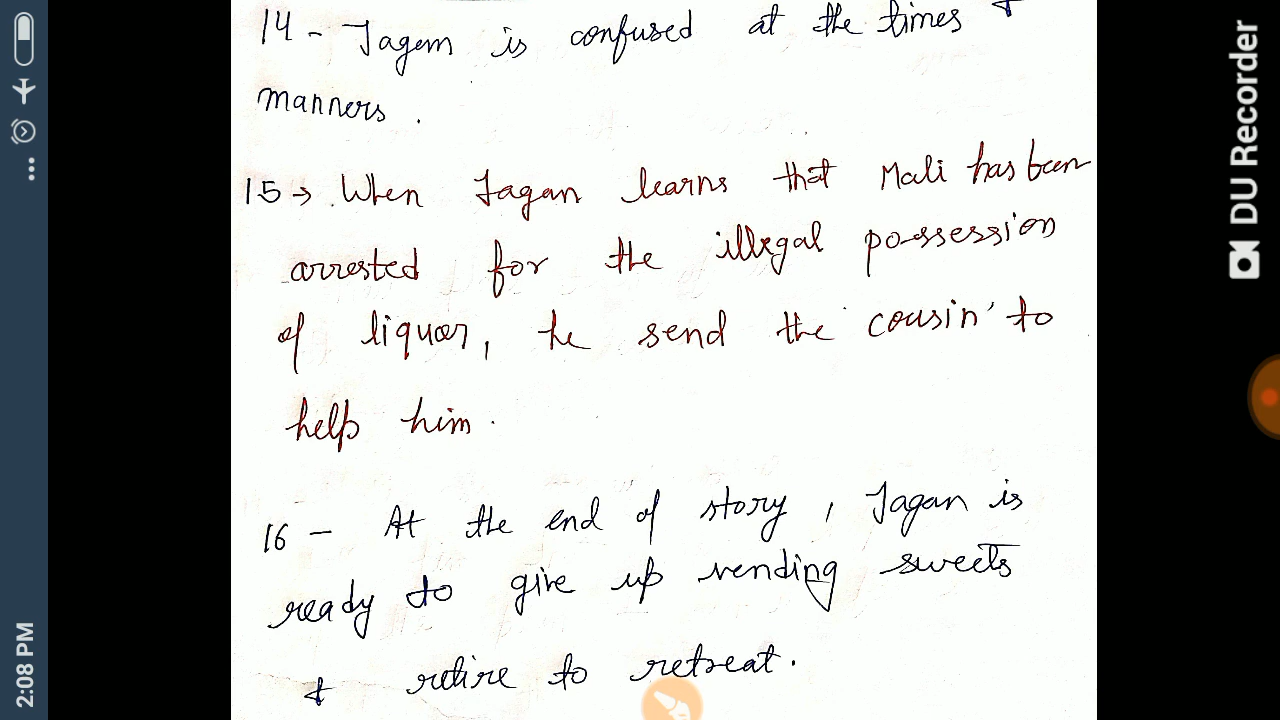 14 - Jagan is confused at the times &
manners.
15 → When Jagan learns that Mali has been
arrested for the illegal possession
of liquor, he send the cousin' to
help him.
16 - At the end of story, Jagan is
ready to give up vending sweets
& retire to retreat.
2:08 PM
DU Recorder